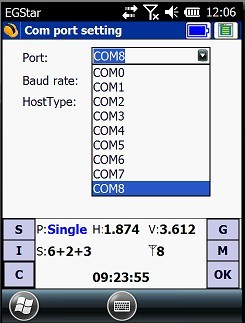 EGStar 12:06
Com port setting
Port: COM8
COM0
COM1
Baud rate:
COM2
HostType:
COM3
COM4
COM5
COM6
COM7
COM8
S P:Single H:1.874 V:3.612 G
I S:6+2+3 8 M
C 09:23:55 OK